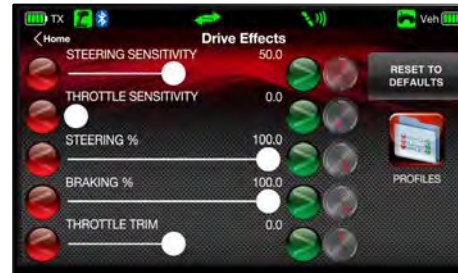 TX Veh
Home Drive Effects
STEERING SENSITIVITY 50.0
RESET TO
DEFAULTS
THROTTLE SENSITIVITY 0.0
STEERING % 100.0
PROFILES
BRAKING % 100.0
THROTTLE TRIM 0.0